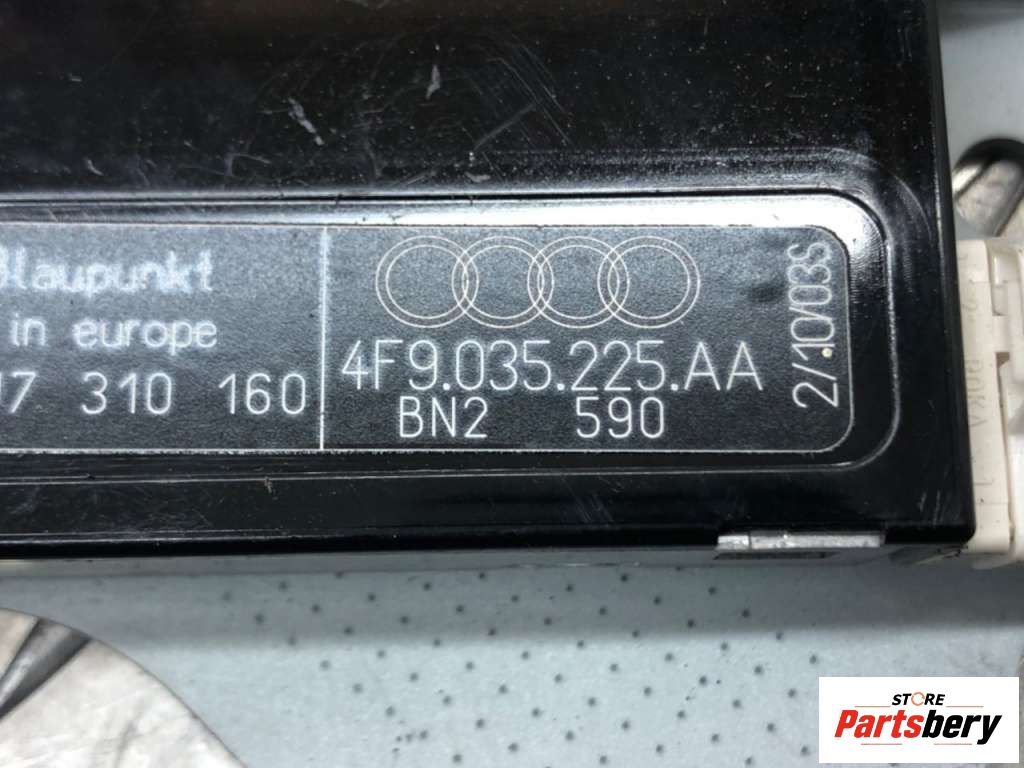 Blaupunkt
in europe
310 160
4F9.035.225.AA
BN2 590
2/10/03S
STORE
Partsbery